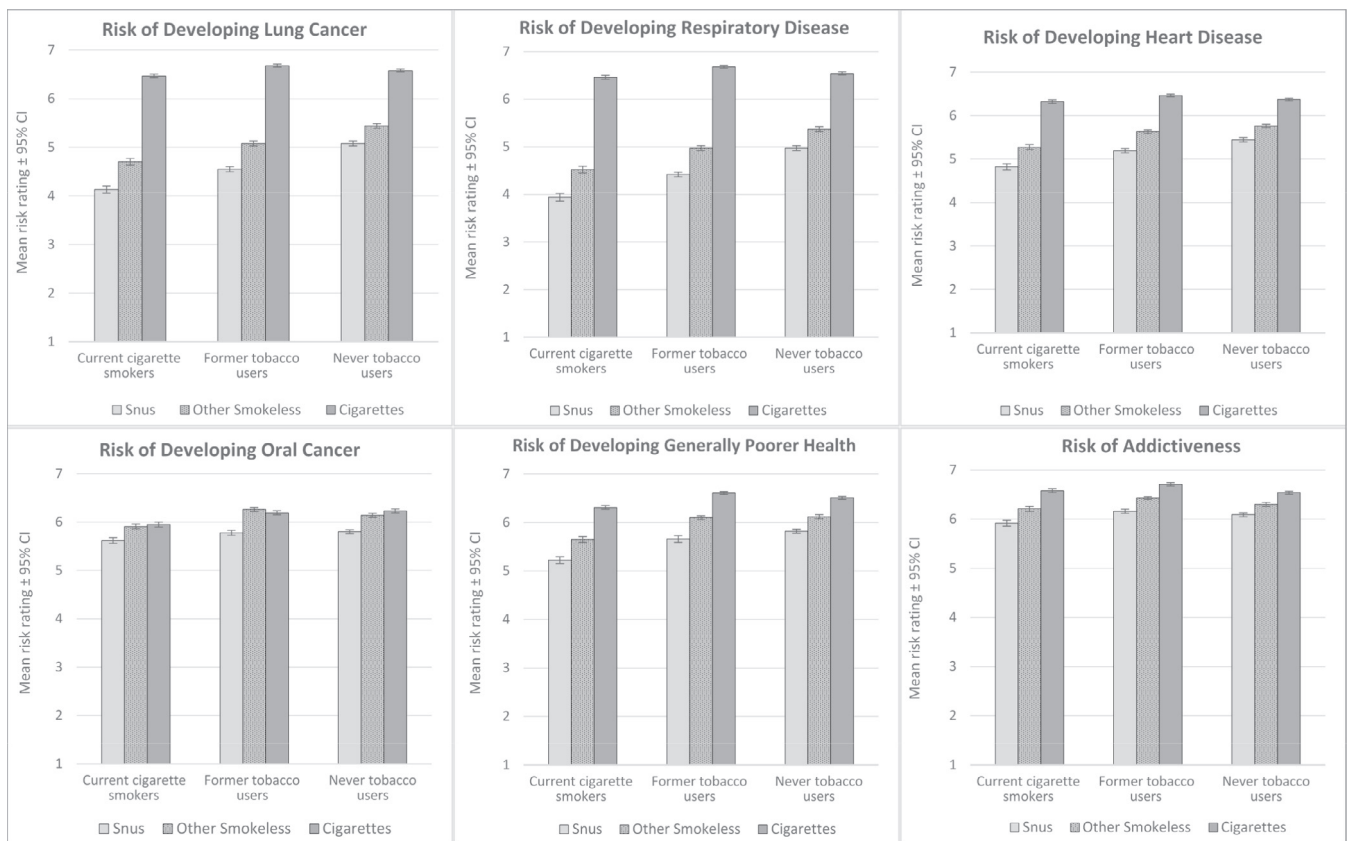 Risk of Developing Lung Cancer
Mean risk rating ± 95% CI
7
6
5
4
3
2
1
Current cigarette
smokers
Former tobacco
users
Never tobacco
users
Snus
Other Smokeless
Cigarettes
Risk of Developing Respiratory Disease
Mean risk rating ± 95% CI
7
6
5
4
3
2
1
Current cigarette
smokers
Former tobacco
users
Never tobacco
users
Snus
Other Smokeless
Cigarettes
Risk of Developing Heart Disease
Mean risk rating ± 95% CI
7
6
5
4
3
2
1
Current cigarette
smokers
Former tobacco
users
Never tobacco
users
Snus
Other Smokeless
Cigarettes
Risk of Developing Oral Cancer
Mean risk rating ± 95% CI
7
6
5
4
3
2
1
Current cigarette
smokers
Former tobacco
users
Never tobacco
users
Snus
Other Smokeless
Cigarettes
Risk of Developing Generally Poorer Health
Mean risk rating ± 95% CI
7
6
5
4
3
2
1
Current cigarette
smokers
Former tobacco
users
Never tobacco
users
Snus
Other Smokeless
Cigarettes
Risk of Addictiveness
Mean risk rating ± 95% CI
7
6
5
4
3
2
1
Current cigarette
smokers
Former tobacco
users
Never tobacco
users
Snus
Other Smokeless
Cigarettes